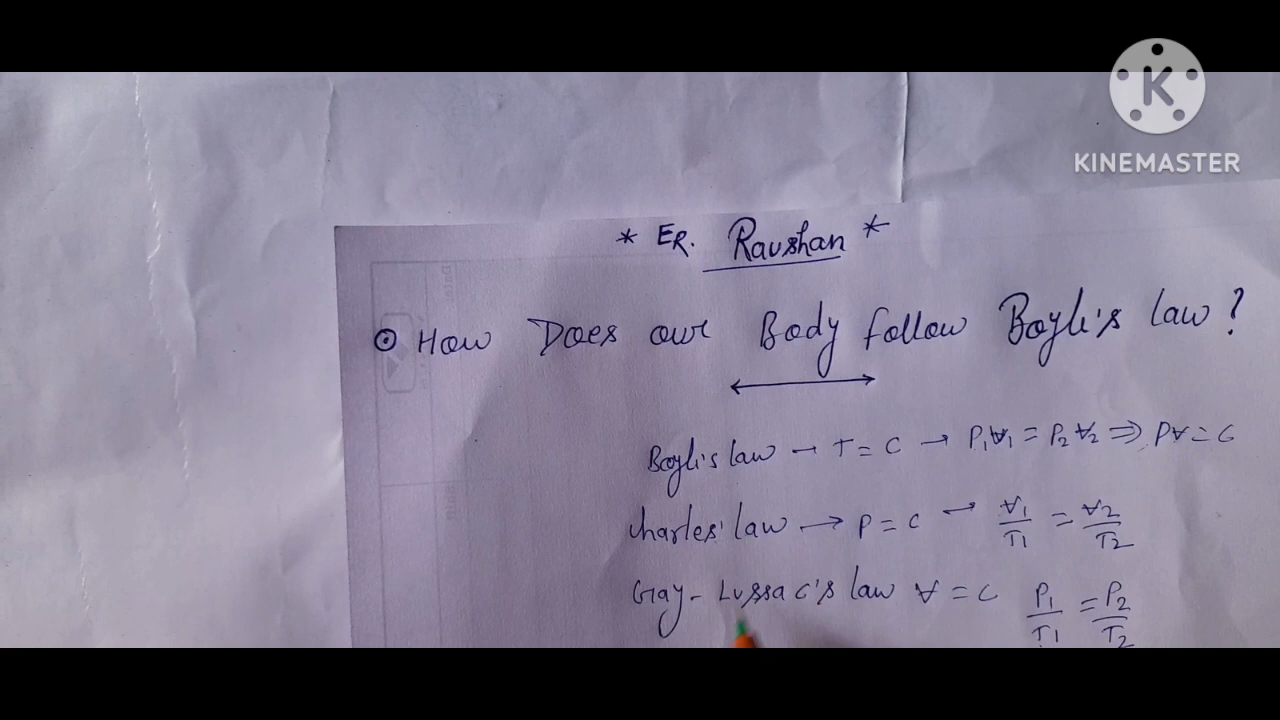 KINEMASTER
* ER. Raushan *
How Does our Body follow Boyle's law?
Boyle's law → T = C → P₁V₁ = P₂V₂ ⇒ PV = C
Charles' law → P = C → V₁/T₁ = V₂/T₂
Gay-Lussac's law V = C P₁/T₁ = P₂/T₂